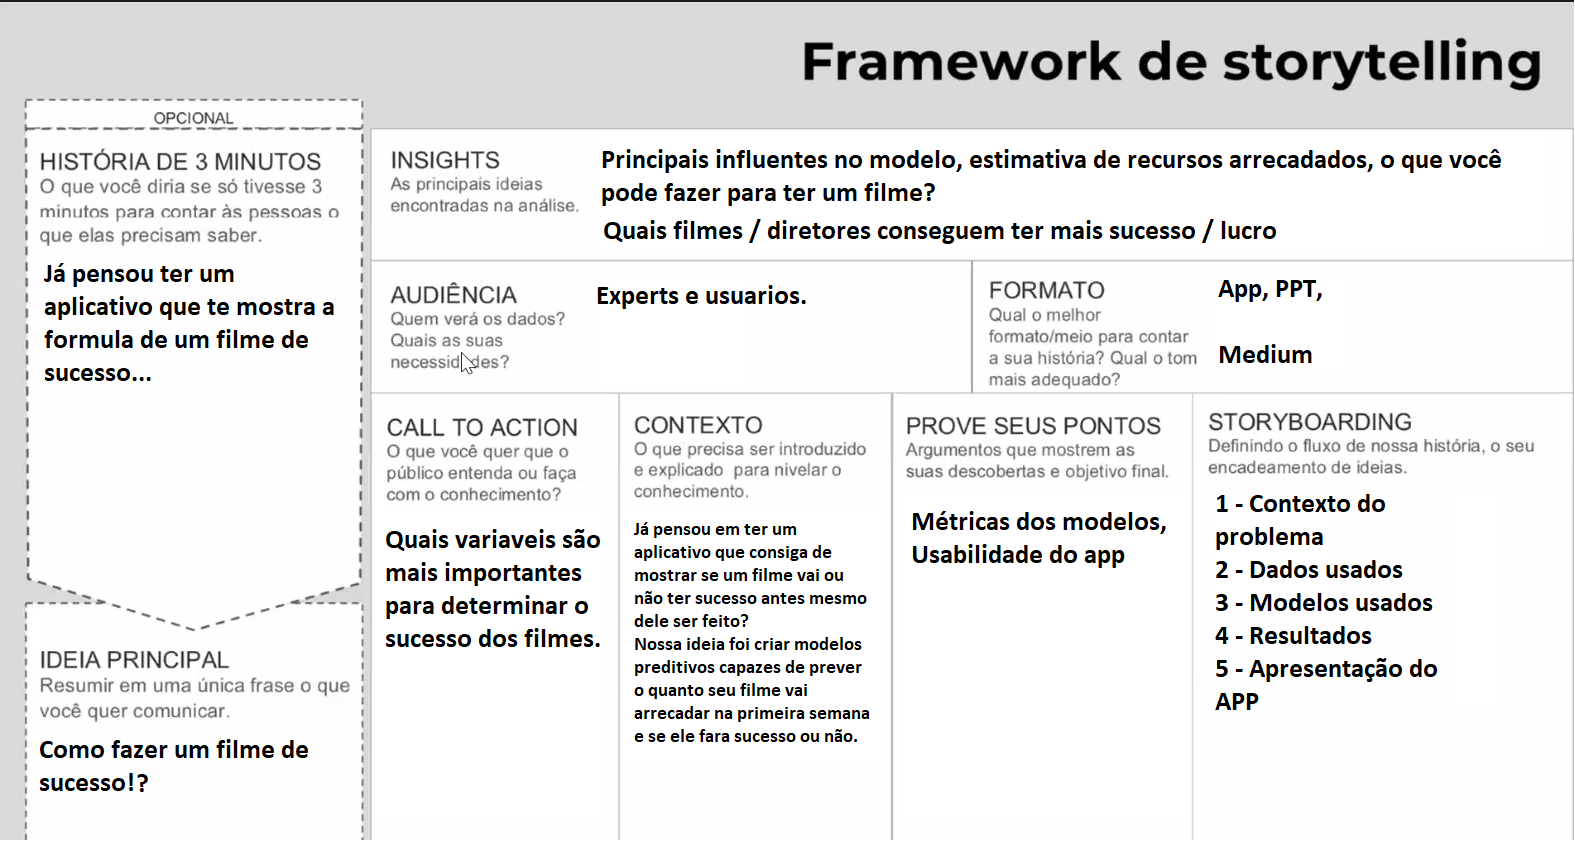 Framework de storytelling
OPCIONAL
HISTÓRIA DE 3 MINUTOS
O que você diria se só tivesse 3
minutos para contar às pessoas o
que elas precisam saber.
Já pensou ter um
aplicativo que te mostra a
formula de um filme de
sucesso...
IDEIA PRINCIPAL
Resumir em uma única frase o que
você quer comunicar.
Como fazer um filme de
sucesso!?
INSIGHTS
As principais ideias
encontradas na análise.
Principais influentes no modelo, estimativa de recursos arrecadados, o que você
pode fazer para ter um filme?
Quais filmes / diretores conseguem ter mais sucesso / lucro
AUDIÊNCIA
Quem verá os dados?
Quais as suas
necessidades?
Experts e usuarios.
FORMATO
Qual o melhor
formato/meio para contar
a sua história? Qual o tom
mais adequado?
App, PPT,
Medium
CALL TO ACTION
O que você quer que o
público entenda ou faça
com o conhecimento?
Quais variaveis são
mais importantes
para determinar o
sucesso dos filmes.
CONTEXTO
O que precisa ser introduzido
e explicado para nivelar o
conhecimento.
Já pensou em ter um
aplicativo que consiga de
mostrar se um filme vai ou
não ter sucesso antes mesmo
dele ser feito?
Nossa ideia foi criar modelos
preditivos capazes de prever
o quanto seu filme vai
arrecadar na primeira semana
e se ele fara sucesso ou não.
PROVE SEUS PONTOS
Argumentos que mostrem as
suas descobertas e objetivo final.
Métricas dos modelos,
Usabilidade do app
STORYBOARDING
Definindo o fluxo de nossa história, o seu
encadeamento de ideias.
1 - Contexto do
problema
2 - Dados usados
3 - Modelos usados
4 - Resultados
5 - Apresentação do
APP